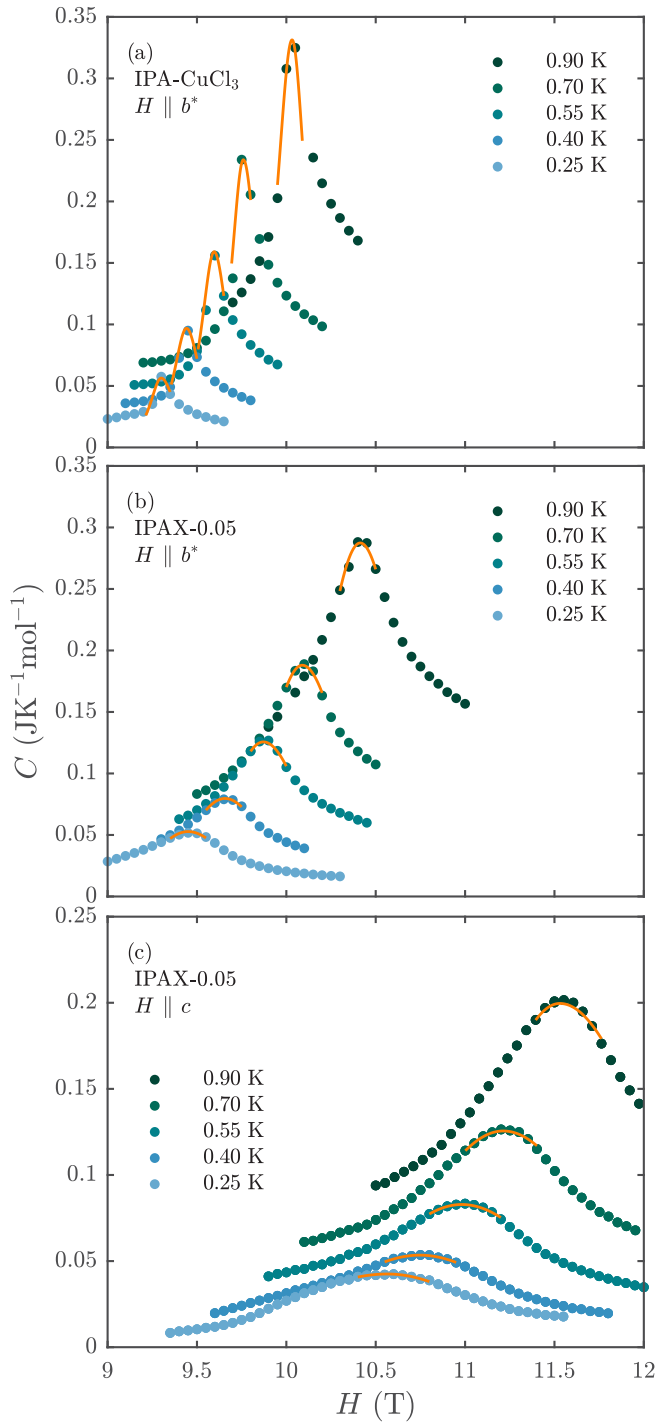 (a)
IPA-CuCl₃
H ∥ b*
0.90 K
0.70 K
0.55 K
0.40 K
0.25 K
0.35
0.3
0.25
0.2
0.15
0.1
0.05
0
(b)
IPAX-0.05
H ∥ b*
0.90 K
0.70 K
0.55 K
0.40 K
0.25 K
0.35
0.3
0.25
0.2
0.15
0.1
0.05
0
C (JK⁻¹mol⁻¹)
(c)
IPAX-0.05
H ∥ c
0.90 K
0.70 K
0.55 K
0.40 K
0.25 K
0.25
0.2
0.15
0.1
0.05
0
9 9.5 10 10.5 11 11.5 12
H (T)